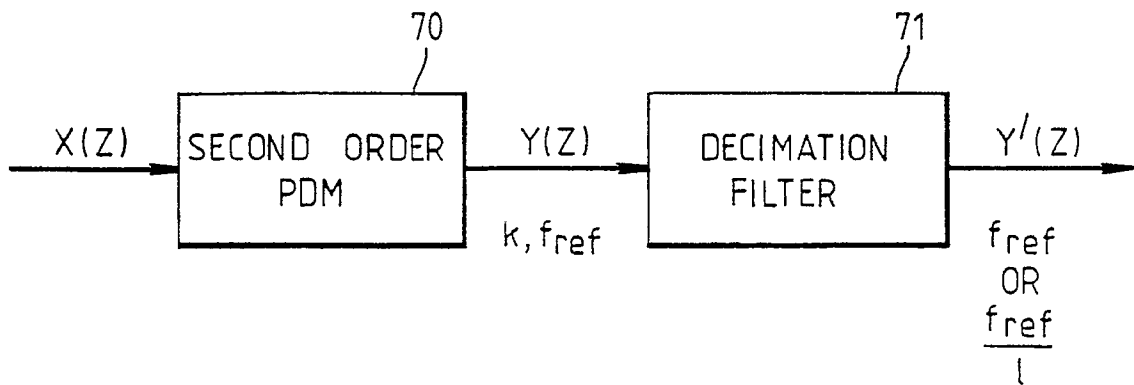 70
71
X(Z)
SECOND ORDER
PDM
Y(Z)
k, fref
DECIMATION
FILTER
Y'(Z)
fref
OR
fref
l